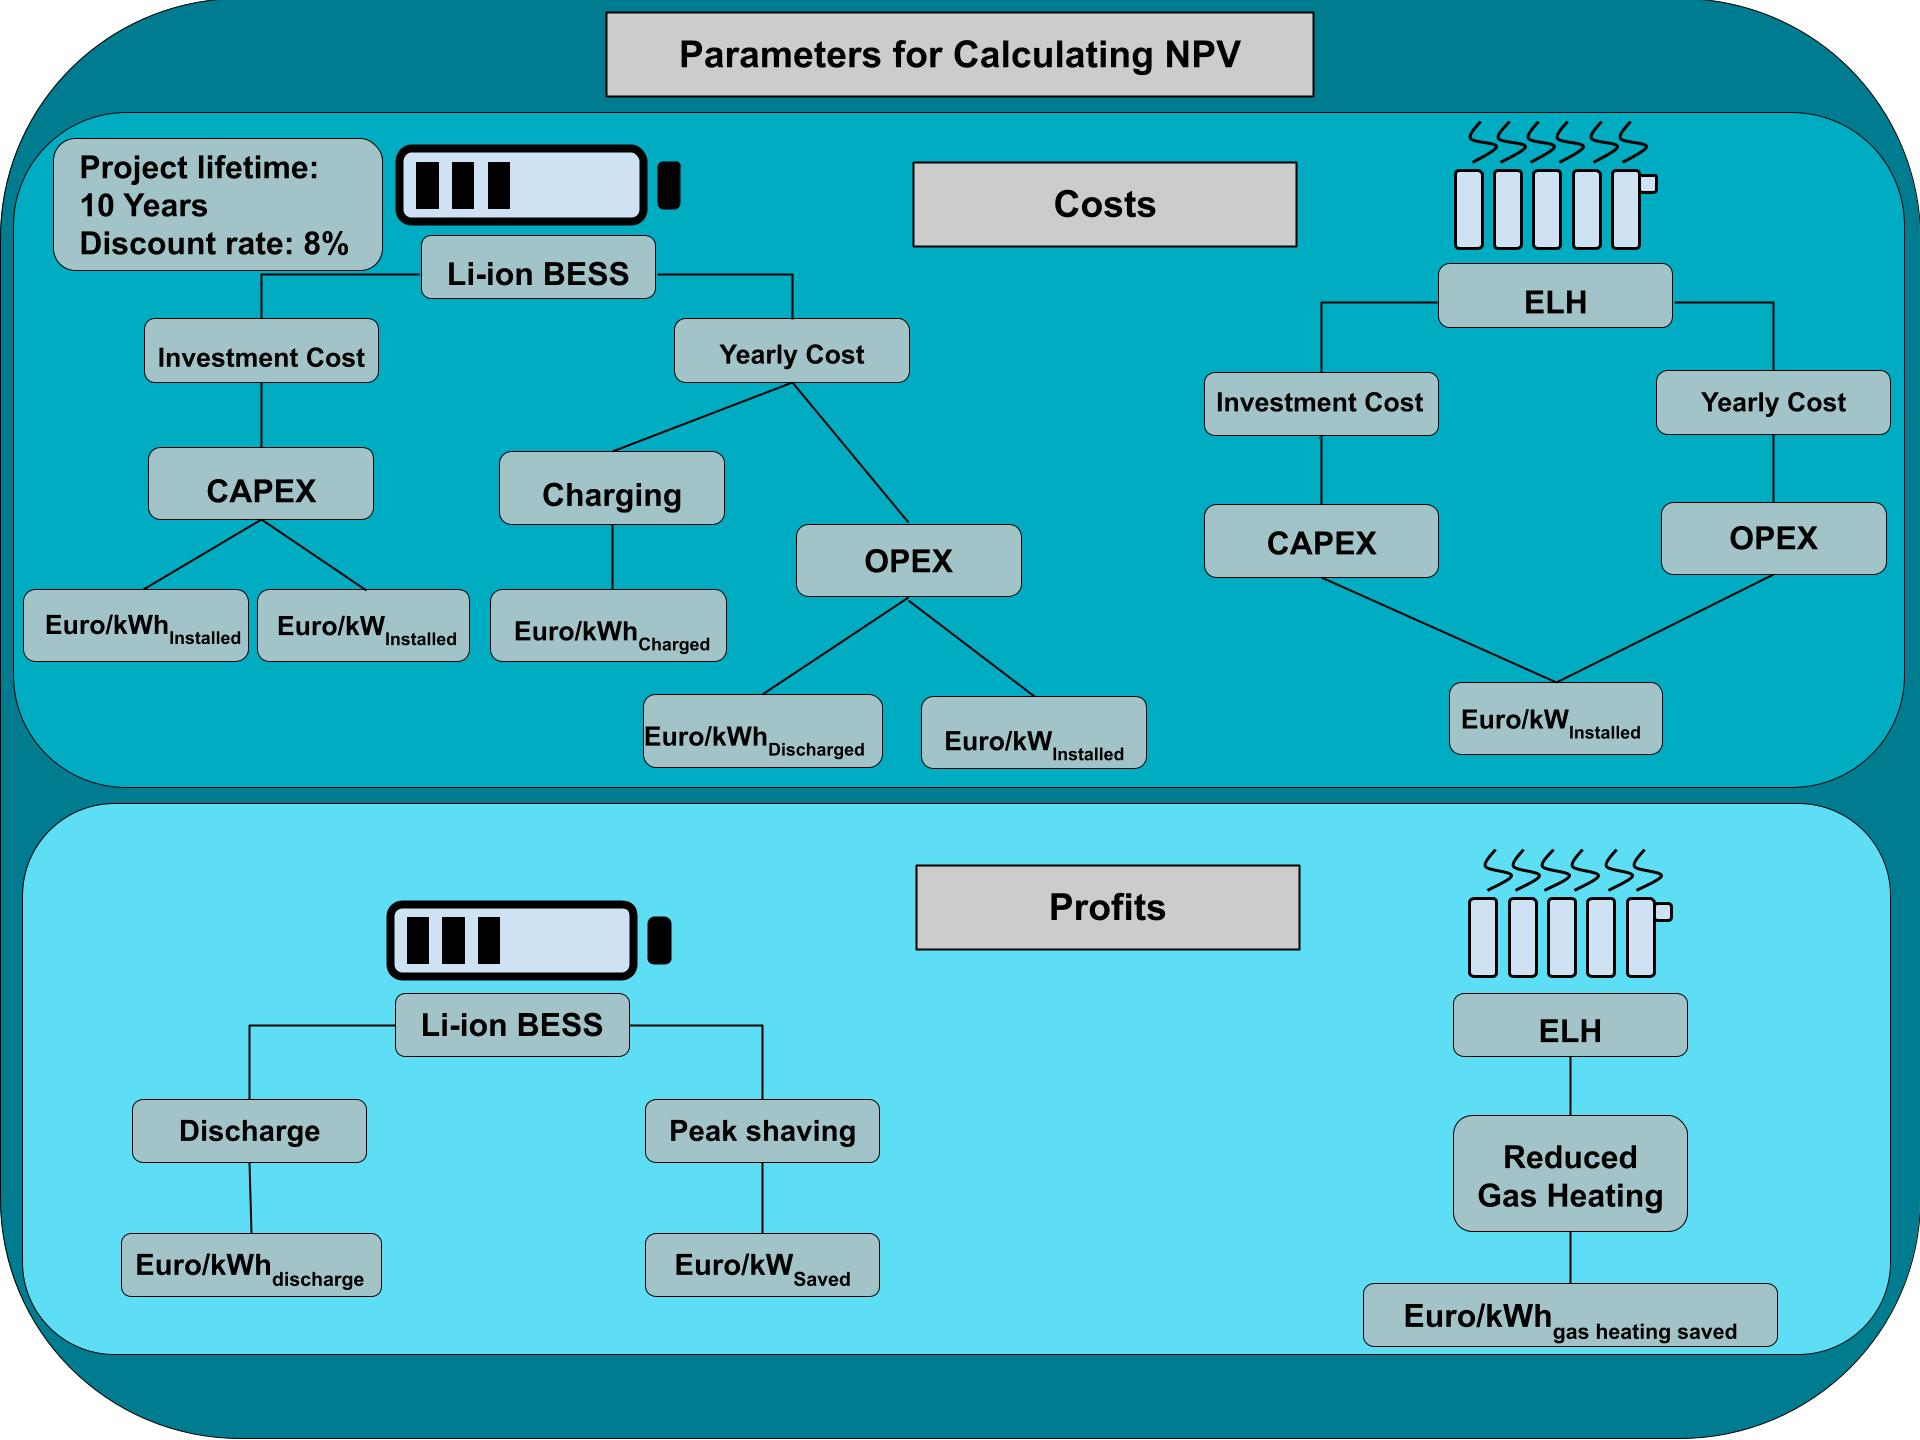 Parameters for Calculating NPV
Project lifetime:
10 Years
Discount rate: 8%
Costs
Li-ion BESS
ELH
Investment Cost
Yearly Cost
Investment Cost
Yearly Cost
CAPEX
Charging
OPEX
CAPEX
OPEX
Euro/kWhInstalled
Euro/kWInstalled
Euro/kWhCharged
Euro/kWhDischarged
Euro/kWInstalled
Euro/kWInstalled
Profits
Li-ion BESS
ELH
Discharge
Peak shaving
Reduced
Gas Heating
Euro/kWhdischarge
Euro/kWSaved
Euro/kWhgas heating saved